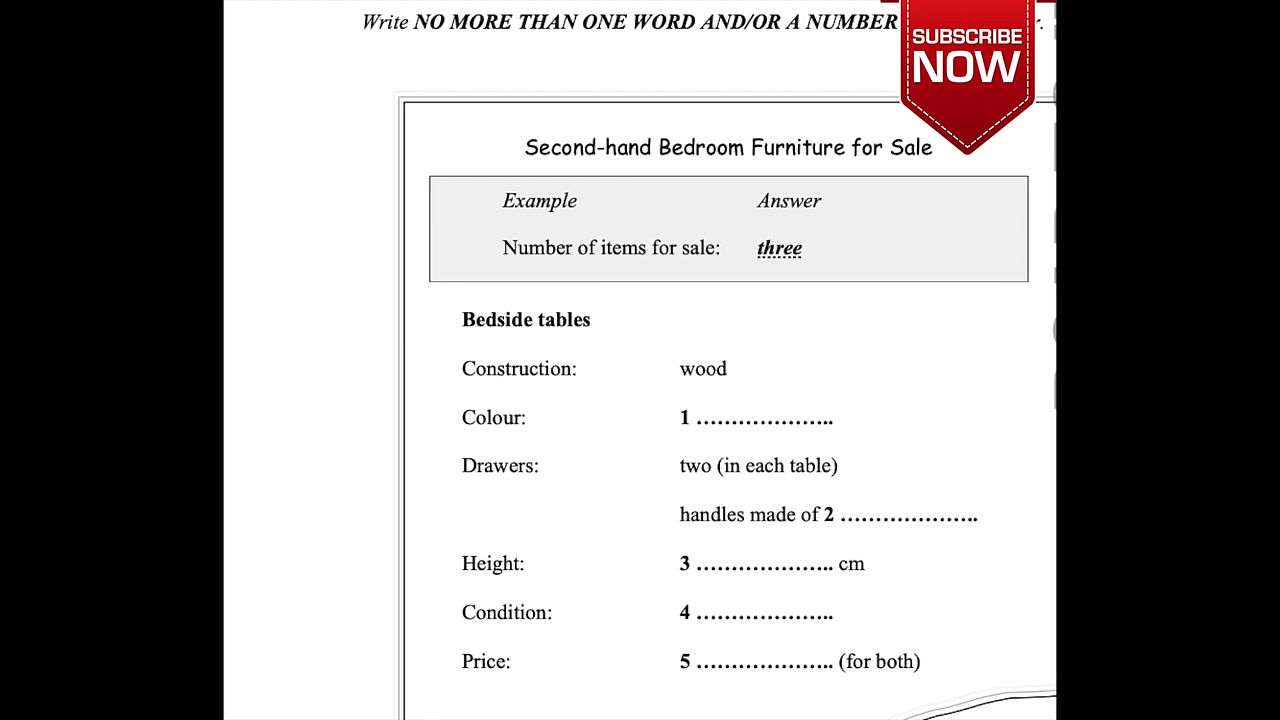 Write NO MORE THAN ONE WORD AND/OR A NUMBER
SUBSCRIBE
NOW
Second-hand Bedroom Furniture for Sale
Example Answer
Number of items for sale: three
Bedside tables
Construction: wood
Colour: 1 ………………..
Drawers: two (in each table)
handles made of 2 ………………..
Height: 3 ……………….. cm
Condition: 4 ………………..
Price: 5 ……………….. (for both)